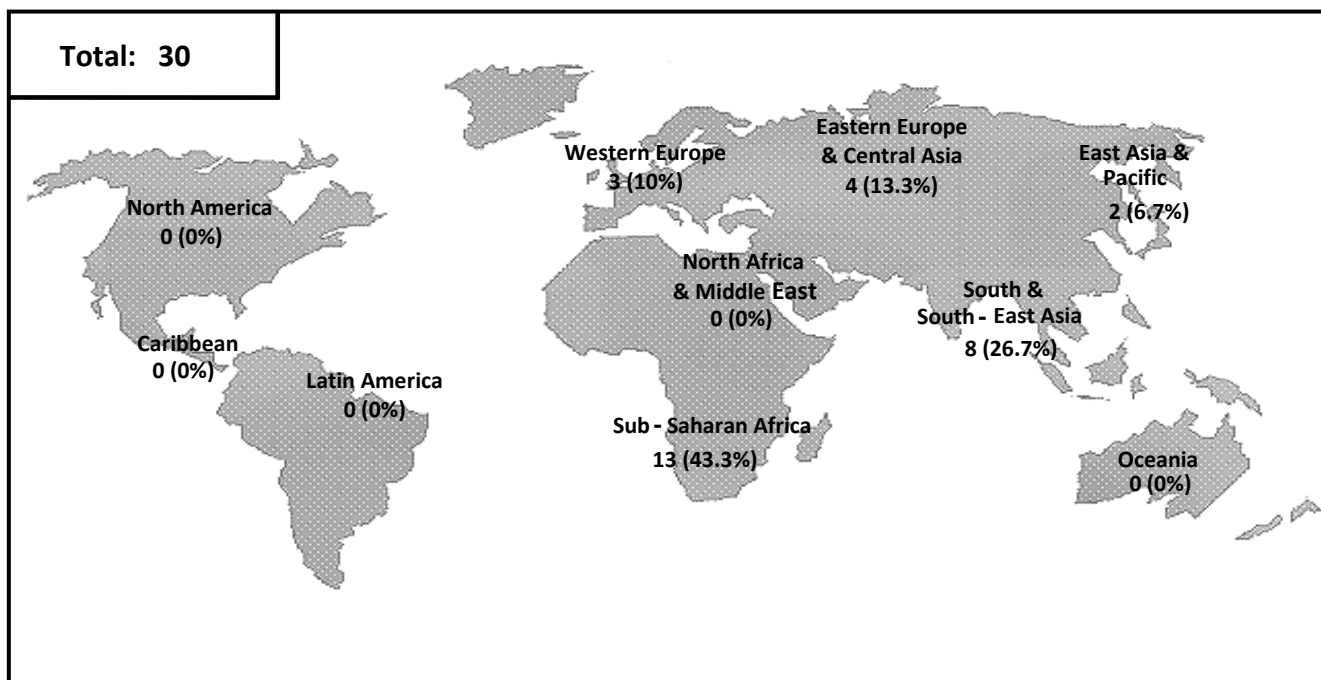 Total: 30
Western Europe
3 (10%)
Eastern Europe
& Central Asia
4 (13.3%)
East Asia &
Pacific
2 (6.7%)
North America
0 (0%)
North Africa
& Middle East
0 (0%)
South &
South - East Asia
8 (26.7%)
Caribbean
0 (0%)
Latin America
0 (0%)
Sub - Saharan Africa
13 (43.3%)
Oceania
0 (0%)